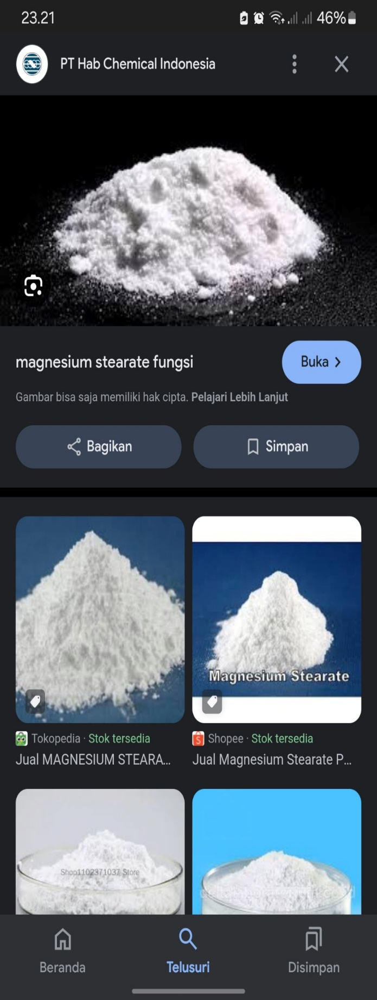 23.21
46%
PT Hab Chemical Indonesia
magnesium stearate fungsi
Buka
Gambar bisa saja memiliki hak cipta. Pelajari Lebih Lanjut
Bagikan
Simpan
Magnesium Stearate
Tokopedia · Stok tersedia
Jual MAGNESIUM STEARA...
Shopee · Stok tersedia
Jual Magnesium Stearate P...
Shop1102371037 Store
Beranda
Telusuri
Disimpan